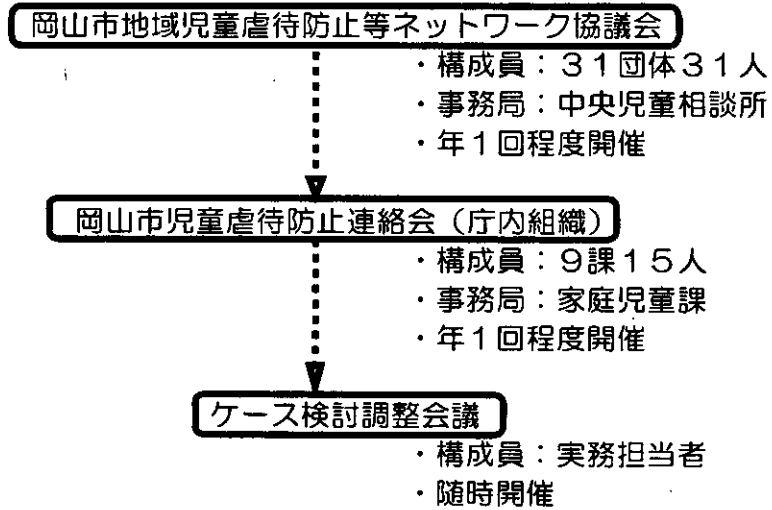 岡山市地域児童虐待防止等ネットワーク協議会
・構成員：３１団体３１人
・事務局：中央児童相談所
・年１回程度開催
岡山市児童虐待防止連絡会（庁内組織）
・構成員：９課１５人
・事務局：家庭児童課
・年１回程度開催
ケース検討調整会議
・構成員：実務担当者
・随時開催